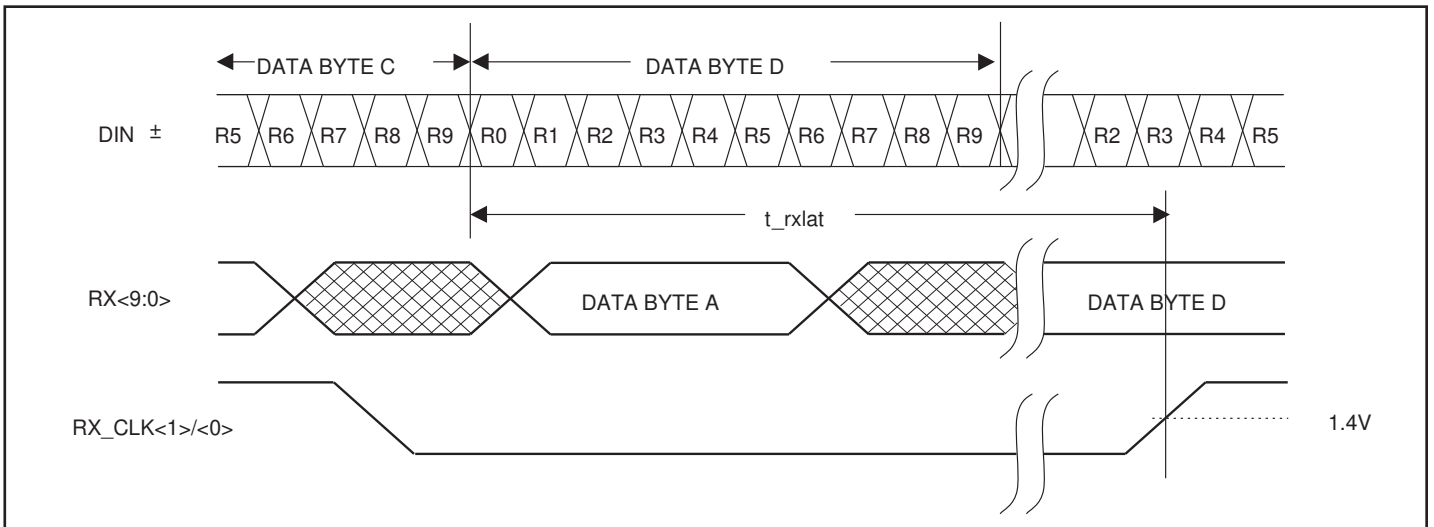 DATA BYTE C DATA BYTE D
DIN ± R5 R6 R7 R8 R9 R0 R1 R2 R3 R4 R5 R6 R7 R8 R9 R2 R3 R4 R5
t_rxlat
RX<9:0> DATA BYTE A DATA BYTE D
RX_CLK<1>/<0> 1.4V